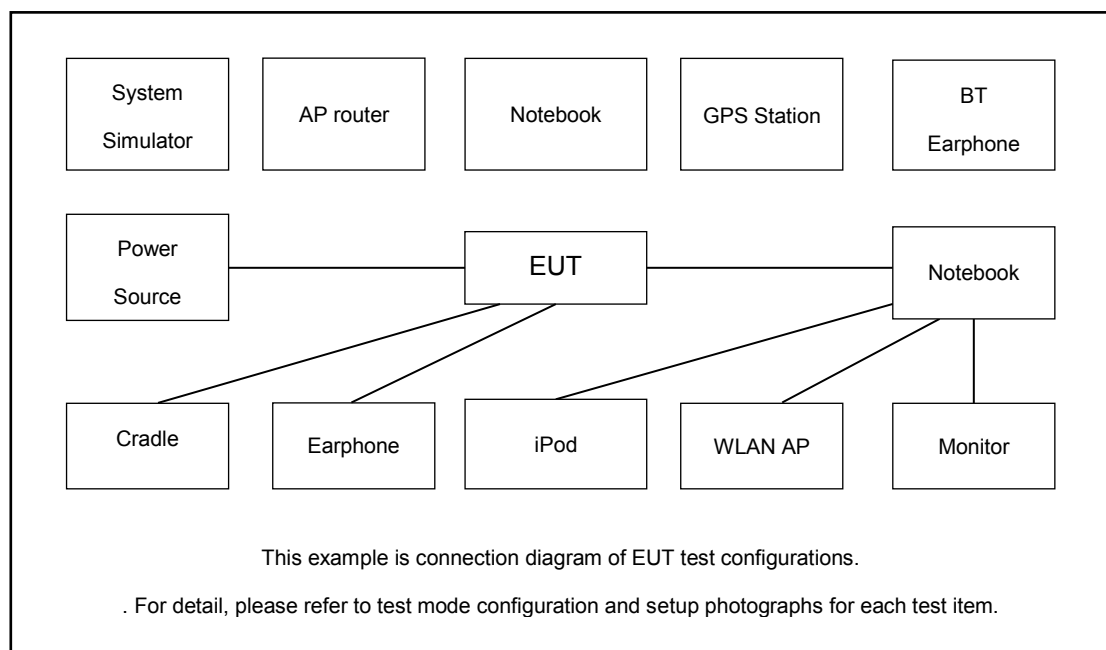 System
Simulator
AP router
Notebook
GPS Station
BT
Earphone
Power
Source
EUT
Notebook
Cradle
Earphone
iPod
WLAN AP
Monitor
This example is connection diagram of EUT test configurations.
. For detail, please refer to test mode configuration and setup photographs for each test item.